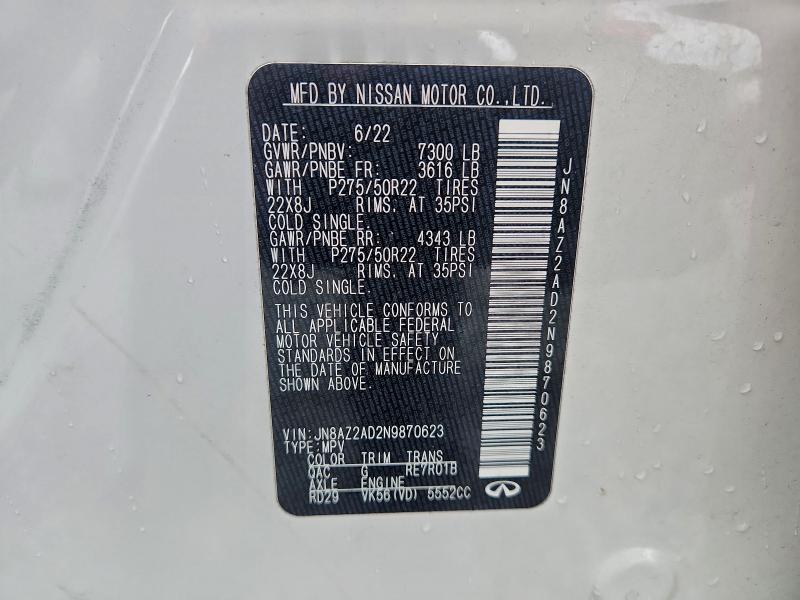 MFD BY NISSAN MOTOR CO.,LTD.
DATE: 6/22
GVWR/PNBV: 7300 LB
GAWR/PNBE FR: 3616 LB
WITH P275/50R22 TIRES
22X8J RIMS, AT 35PSI
COLD SINGLE.
GAWR/PNBE RR: 4343 LB
WITH P275/50R22 TIRES
22X8J RIMS. AT 35PSI
COLD SINGLE.
THIS VEHICLE CONFORMS TO
ALL APPLICABLE FEDERAL
MOTOR VEHICLE SAFETY
STANDARDS IN EFFECT ON
THE DATE OF MANUFACTURE
SHOWN ABOVE.
VIN: JN8AZ2AD2N9870623
TYPE: MPV
COLOR TRIM TRANS
QAC G RE7R01B
AXLE ENGINE
RD29 VK56(VD) 5552CC
JN8AZ2AD2N9870623